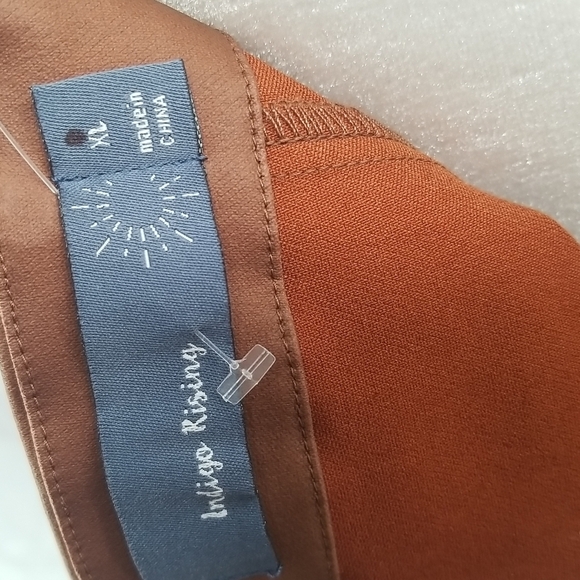 Indigo Rising
XL
made in
CHINA